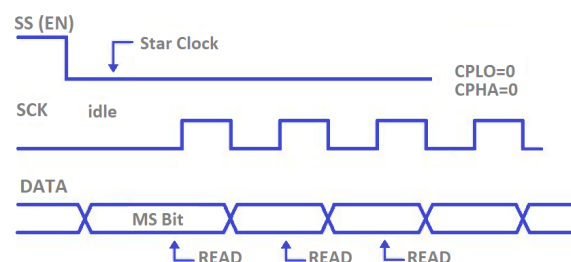 SS (EN)
Star Clock
CPLO=0
CPHA=0
SCK idle
DATA
MS Bit
READ READ READ